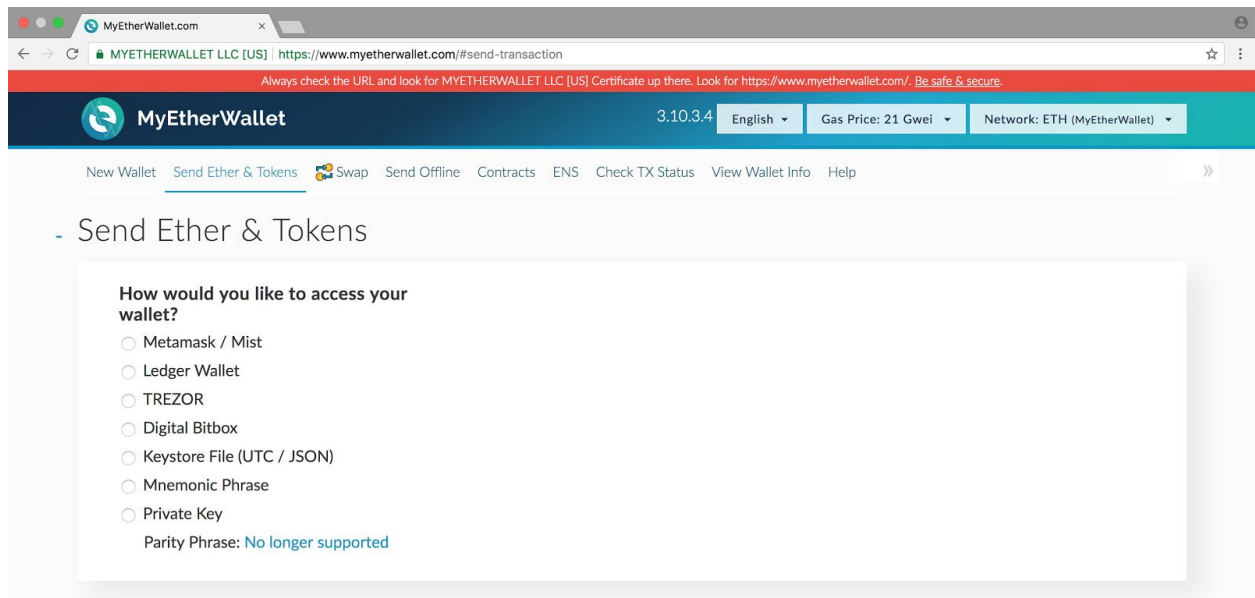 MyEtherWallet.com
MYETHERWALLET LLC [US] https://www.myetherwallet.com/#send-transaction
Always check the URL and look for MYETHERWALLET LLC [US] Certificate up there. Look for https://www.myetherwallet.com/. Be safe & secure.
MyEtherWallet 3.10.3.4 English Gas Price: 21 Gwei Network: ETH (MyEtherWallet)
New Wallet Send Ether & Tokens Swap Send Offline Contracts ENS Check TX Status View Wallet Info Help
- Send Ether & Tokens
How would you like to access your
wallet?
Metamask / Mist
Ledger Wallet
TREZOR
Digital Bitbox
Keystore File (UTC / JSON)
Mnemonic Phrase
Private Key
Parity Phrase: No longer supported